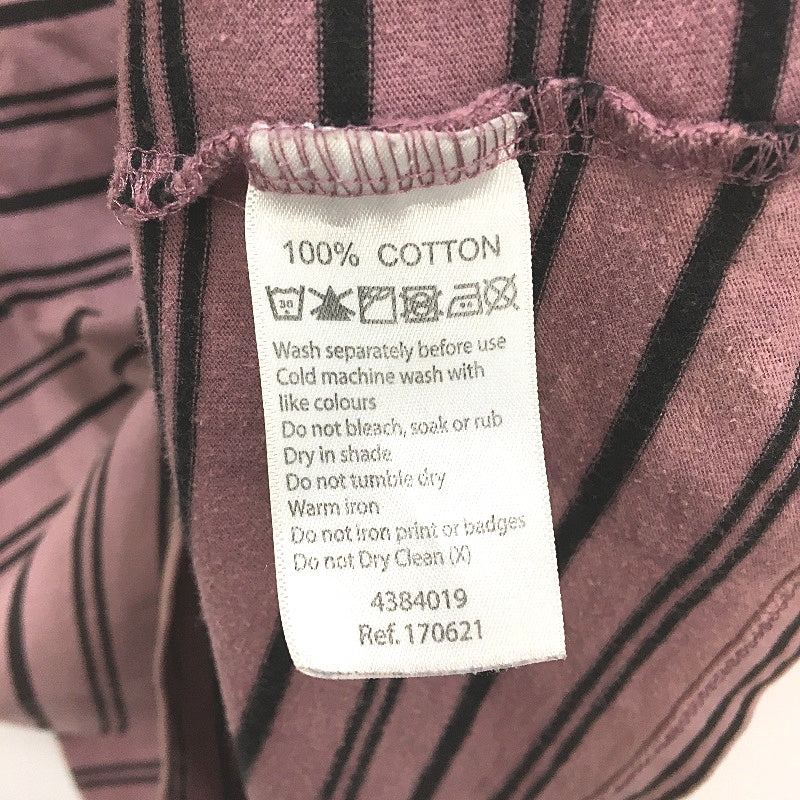 100% COTTON
30
Wash separately before use
Cold machine wash with
like colours
Do not bleach, soak or rub
Dry in shade
Do not tumble dry
Warm iron
Do not iron print or badges
Do not Dry Clean (X)
4384019
Ref. 170621